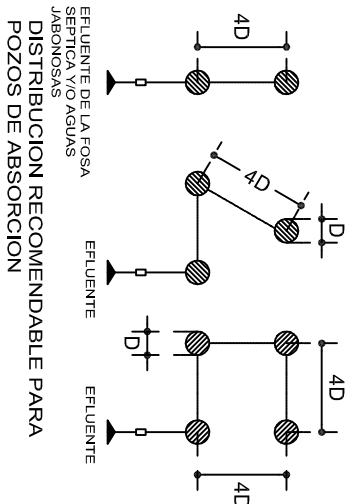 4D
4D
D
D
4D
4D
EFLUENTE DE LA FOSA
SEPTICA Y/O AGUAS
JABONOSAS
EFLUENTE
EFLUENTE
DISTRIBUCION RECOMENDABLE PARA
POZOS DE ABSORCION